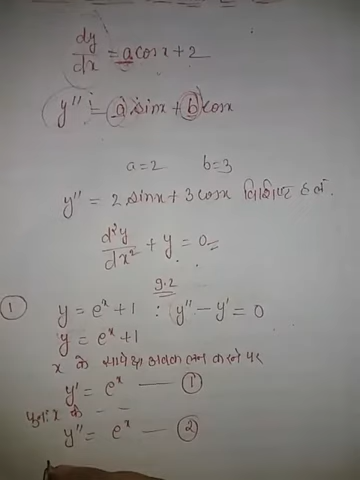 dy/dx = a cosx + 2
y'' = a sinx + b cosx
a = 2 b = 3
y'' = 2 sinx + 3 cosx विशिष्ट हल.
d²y/dx² + y = 0
9.2
① y = eˣ + 1 : y'' − y' = 0
y = eˣ + 1
x के सापेक्ष अवकलन करने पर
y' = eˣ — ①
पुनः x के - -
y'' = eˣ — ②